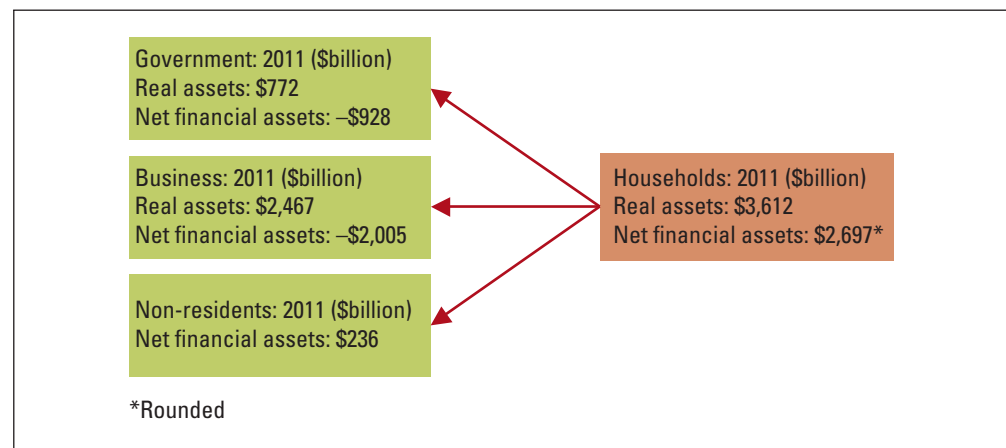 Government: 2011 ($billion)
Real assets: $772
Net financial assets: –$928
Business: 2011 ($billion)
Real assets: $2,467
Net financial assets: –$2,005
Non-residents: 2011 ($billion)
Net financial assets: $236
Households: 2011 ($billion)
Real assets: $3,612
Net financial assets: $2,697*
*Rounded